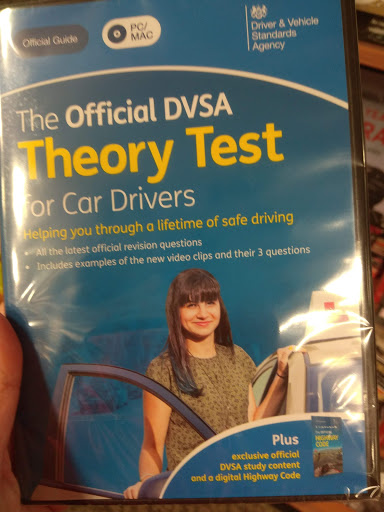 Official Guide
PC/
MAC
Driver & Vehicle
Standards
Agency
The Official DVSA
Theory Test
for Car Drivers
Helping you through a lifetime of safe driving
• All the latest official revision questions
• Includes examples of the new video clips and their 3 questions
Plus
exclusive official
DVSA study content
and a digital Highway Code
HIGHWAY
CODE